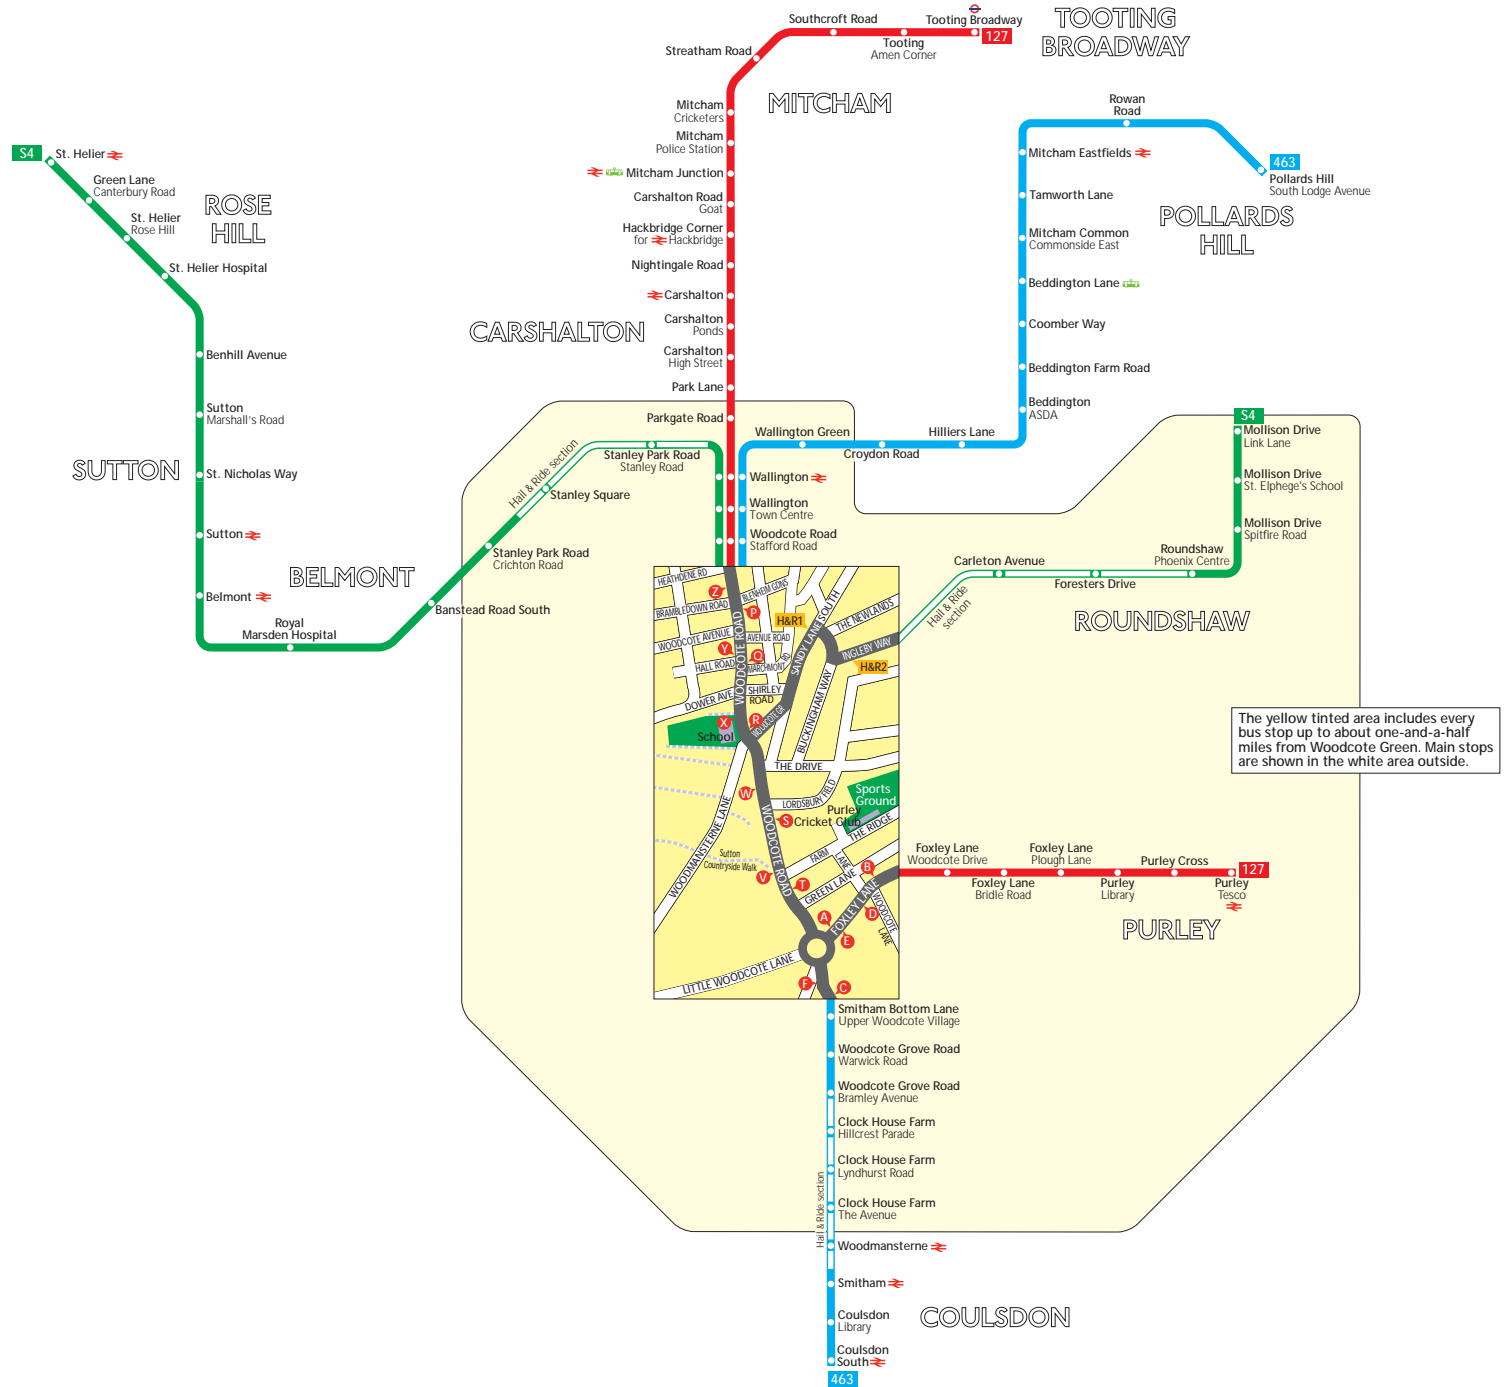 Southcroft Road
Tooting Broadway
127
Tooting
Amen Corner
TOOTING
BROADWAY
Streatham Road
MITCHAM
Mitcham
Cricketers
Mitcham
Police Station
Mitcham Junction
Carshalton Road
Goat
Hackbridge Corner
for Hackbridge
Nightingale Road
Carshalton
Carshalton
Ponds
Carshalton
High Street
Park Lane
Parkgate Road
CARSHALTON
Rowan
Road
463
Pollards Hill
South Lodge Avenue
POLLARDS
HILL
Mitcham Eastfields
Tamworth Lane
Mitcham Common
Commonside East
Beddington Lane
Coomber Way
Beddington Farm Road
Beddington
ASDA
Hilliers Lane
Croydon Road
Wallington Green
S4
St. Helier
Green Lane
Canterbury Road
St. Helier
Rose Hill
St. Helier Hospital
ROSE
HILL
Benhill Avenue
Sutton
Marshall's Road
SUTTON
St. Nicholas Way
Sutton
Belmont
BELMONT
Royal
Marsden Hospital
Banstead Road South
Stanley Park Road
Crichton Road
Stanley Square
Hail & Ride section
Stanley Park Road
Stanley Road
Wallington
Wallington
Town Centre
Woodcote Road
Stafford Road
S4
Mollison Drive
Link Lane
Mollison Drive
St. Elphege's School
Mollison Drive
Spitfire Road
Roundshaw
Phoenix Centre
Foresters Drive
Carleton Avenue
Hail & Ride
section
ROUNDSHAW
HEATHDENE RD
BLENHEIM GDNS
BRAMBLEDOWN ROAD
WOODCOTE AVENUE
AVENUE ROAD
HALL ROAD
MARCHMONT
RD
DOWER AVE
SHIRLEY
ROAD
WOODCOTE ROAD
WOODCOTE GR
SANDY LANE SOUTH
THE NEWLANDS
INGLEBY WAY
BUCKINGHAM WAY
H&R1
H&R2
Z
P
Y
Q
X
R
School
THE DRIVE
LORDSBURY FIELD
W
S
Sports
Ground
Purley
Cricket Club
THE RIDGE
WOODCOTE ROAD
WOODMANSTERNE LANE
Sutton
Countryside Walk
FARM
LANE
GREEN LANE
V
T
B
A
D
E
FOXLEY LANE
WOODCOTE
LANE
LITTLE WOODCOTE LANE
F
C
The yellow tinted area includes every
bus stop up to about one-and-a-half
miles from Woodcote Green. Main stops
are shown in the white area outside.
Foxley Lane
Woodcote Drive
Foxley Lane
Bridle Road
Foxley Lane
Plough Lane
Purley
Library
Purley Cross
127
Purley
Tesco
PURLEY
Smitham Bottom Lane
Upper Woodcote Village
Woodcote Grove Road
Warwick Road
Woodcote Grove Road
Bramley Avenue
Clock House Farm
Hillcrest Parade
Clock House Farm
Lyndhurst Road
Clock House Farm
The Avenue
Hail & Ride section
Woodmansterne
Smitham
Coulsdon
Library
Coulsdon
South
463
COULSDON